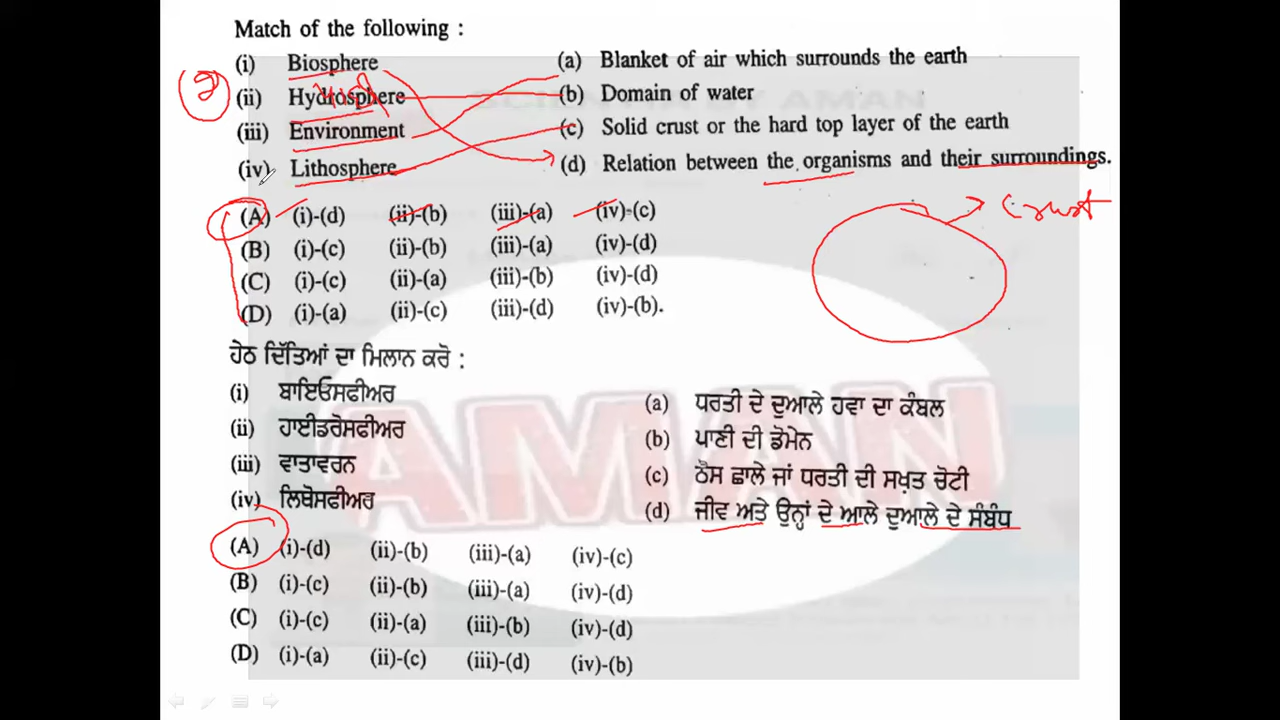 Match of the following :
(i) Biosphere (a) Blanket of air which surrounds the earth
(ii) Hydrosphere (b) Domain of water
(iii) Environment (c) Solid crust or the hard top layer of the earth
(iv) Lithosphere (d) Relation between the organisms and their surroundings.
(A) (i)-(d) (ii)-(b) (iii)-(a) (iv)-(c)
Crust
(B) (i)-(c) (ii)-(b) (iii)-(a) (iv)-(d)
(C) (i)-(c) (ii)-(a) (iii)-(b) (iv)-(d)
(D) (i)-(a) (ii)-(c) (iii)-(d) (iv)-(b).
ਹੇਠ ਦਿੱਤਿਆਂ ਦਾ ਮਿਲਾਨ ਕਰੋ :
(i) ਬਾਇਓਸਫੀਅਰ (a) ਧਰਤੀ ਦੇ ਦੁਆਲੇ ਹਵਾ ਦਾ ਕੰਬਲ
(ii) ਹਾਈਡਰੋਸਫੀਅਰ (b) ਪਾਣੀ ਦੀ ਡੋਮੇਨ
(iii) ਵਾਤਾਵਰਨ (c) ਠੋਸ ਛਾਲੇ ਜਾਂ ਧਰਤੀ ਦੀ ਸਖ਼ਤ ਚੋਟੀ
(iv) ਲਿਥੋਸਫੀਅਰ (d) ਜੀਵ ਅਤੇ ਉਨ੍ਹਾਂ ਦੇ ਆਲੇ ਦੁਆਲੇ ਦੇ ਸੰਬੰਧ
(A) (i)-(d) (ii)-(b) (iii)-(a) (iv)-(c)
(B) (i)-(c) (ii)-(b) (iii)-(a) (iv)-(d)
(C) (i)-(c) (ii)-(a) (iii)-(b) (iv)-(d)
(D) (i)-(a) (ii)-(c) (iii)-(d) (iv)-(b)
AMAN